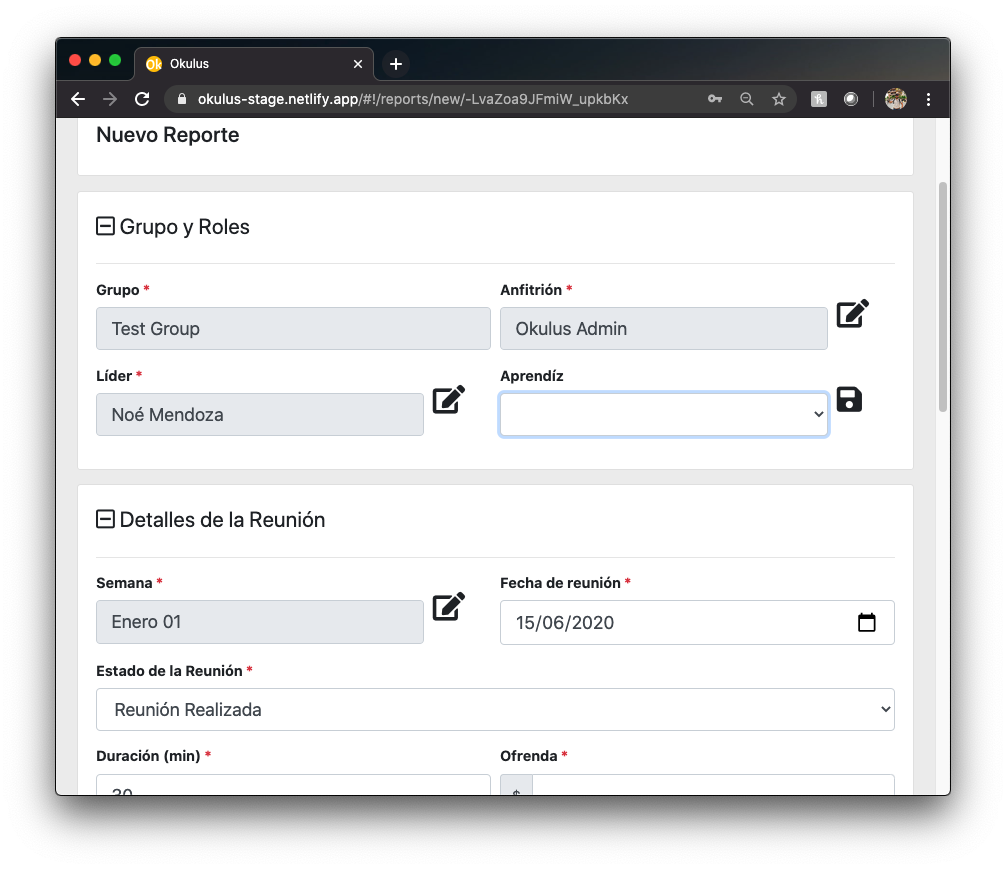 Okulus
okulus-stage.netlify.app/#!/reports/new/-LvaZoa9JFmiW_upkbKx
Nuevo Reporte
Grupo y Roles
Grupo * Anfitrión *
Test Group Okulus Admin
Líder * Aprendíz
Noé Mendoza
Detalles de la Reunión
Semana * Fecha de reunión *
Enero 01 15/06/2020
Estado de la Reunión *
Reunión Realizada
Duración (min) * Ofrenda *
30 $